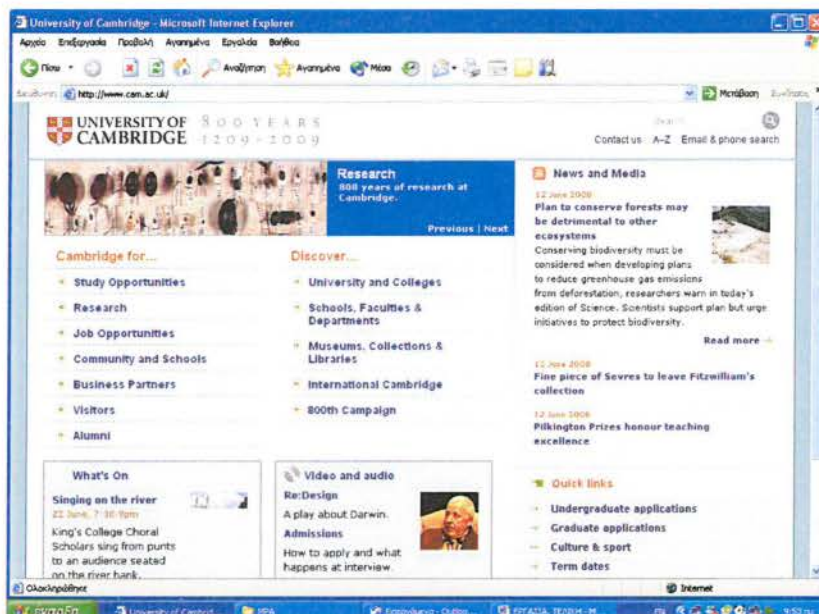 University of Cambridge - Microsoft Internet Explorer
Αρχείο Επεξεργασία Προβολή Αγαπημένα Εργαλεία Βοήθεια
Πίσω Αναζήτηση Αγαπημένα Μέσα
http://www.cam.ac.uk/ Μετάβαση
UNIVERSITY OF CAMBRIDGE
800 YEARS
1209-2009
Contact us A–Z Email & phone search
Research
800 years of research at
Cambridge.
Previous | Next
Cambridge for...
Study Opportunities
Research
Job Opportunities
Community and Schools
Business Partners
Visitors
Alumni
Discover...
University and Colleges
Schools, Faculties &
Departments
Museums, Collections &
Libraries
International Cambridge
800th Campaign
News and Media
12 June 2008
Plan to conserve forests may
be detrimental to other
ecosystems
Conserving biodiversity must be
considered when developing plans
to reduce greenhouse gas emissions
from deforestation, researchers warn in today's
edition of Science. Scientists support plan but urge
initiatives to protect biodiversity.
Read more
12 June 2008
Fine piece of Sevres to leave Fitzwilliam's
collection
12 June 2008
Pilkington Prizes honour teaching
excellence
What's On
Singing on the river
22 June, 7:30-9pm
King's College Choral
Scholars sing from punts
to an audience seated
on the river bank.
Video and audio
Re:Design
A play about Darwin.
Admissions
How to apply and what
happens at interview.
Quick links
Undergraduate applications
Graduate applications
Culture & sport
Term dates
Ολοκληρώθηκε Internet
έναρξη University of Cambrid... MPA